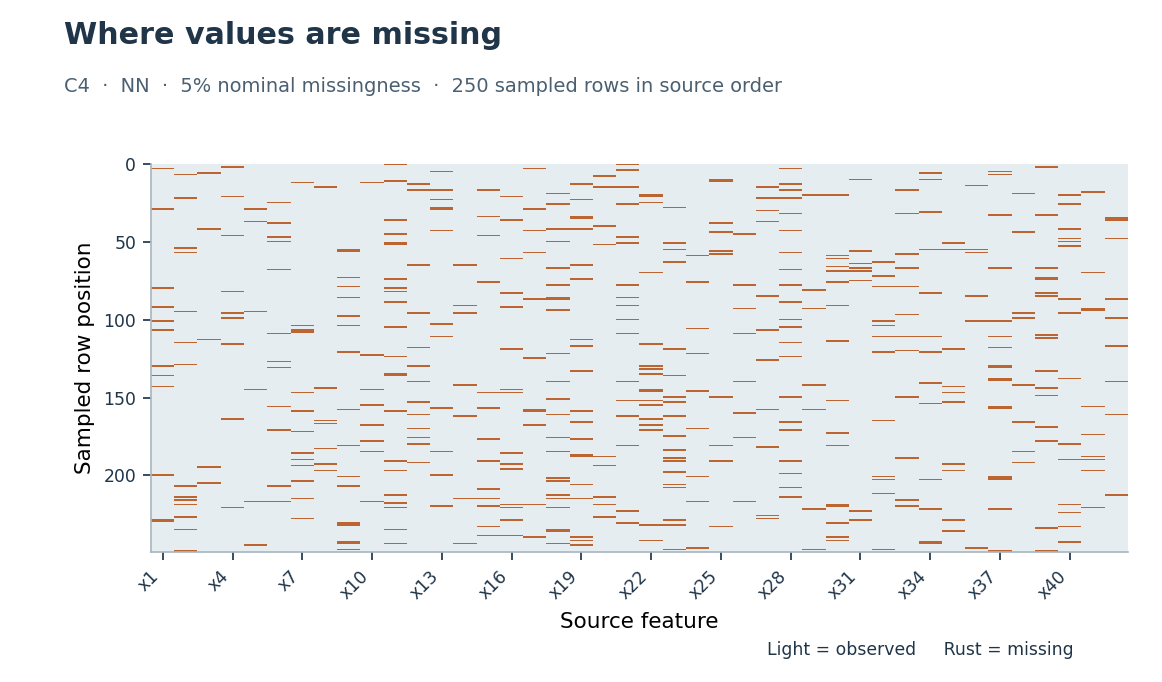 Where values are missing
C4 · NN · 5% nominal missingness · 250 sampled rows in source order
0
50
100
150
200
Sampled row position
x1 x4 x7 x10 x13 x16 x19 x22 x25 x28 x31 x34 x37 x40
Source feature
Light = observed Rust = missing